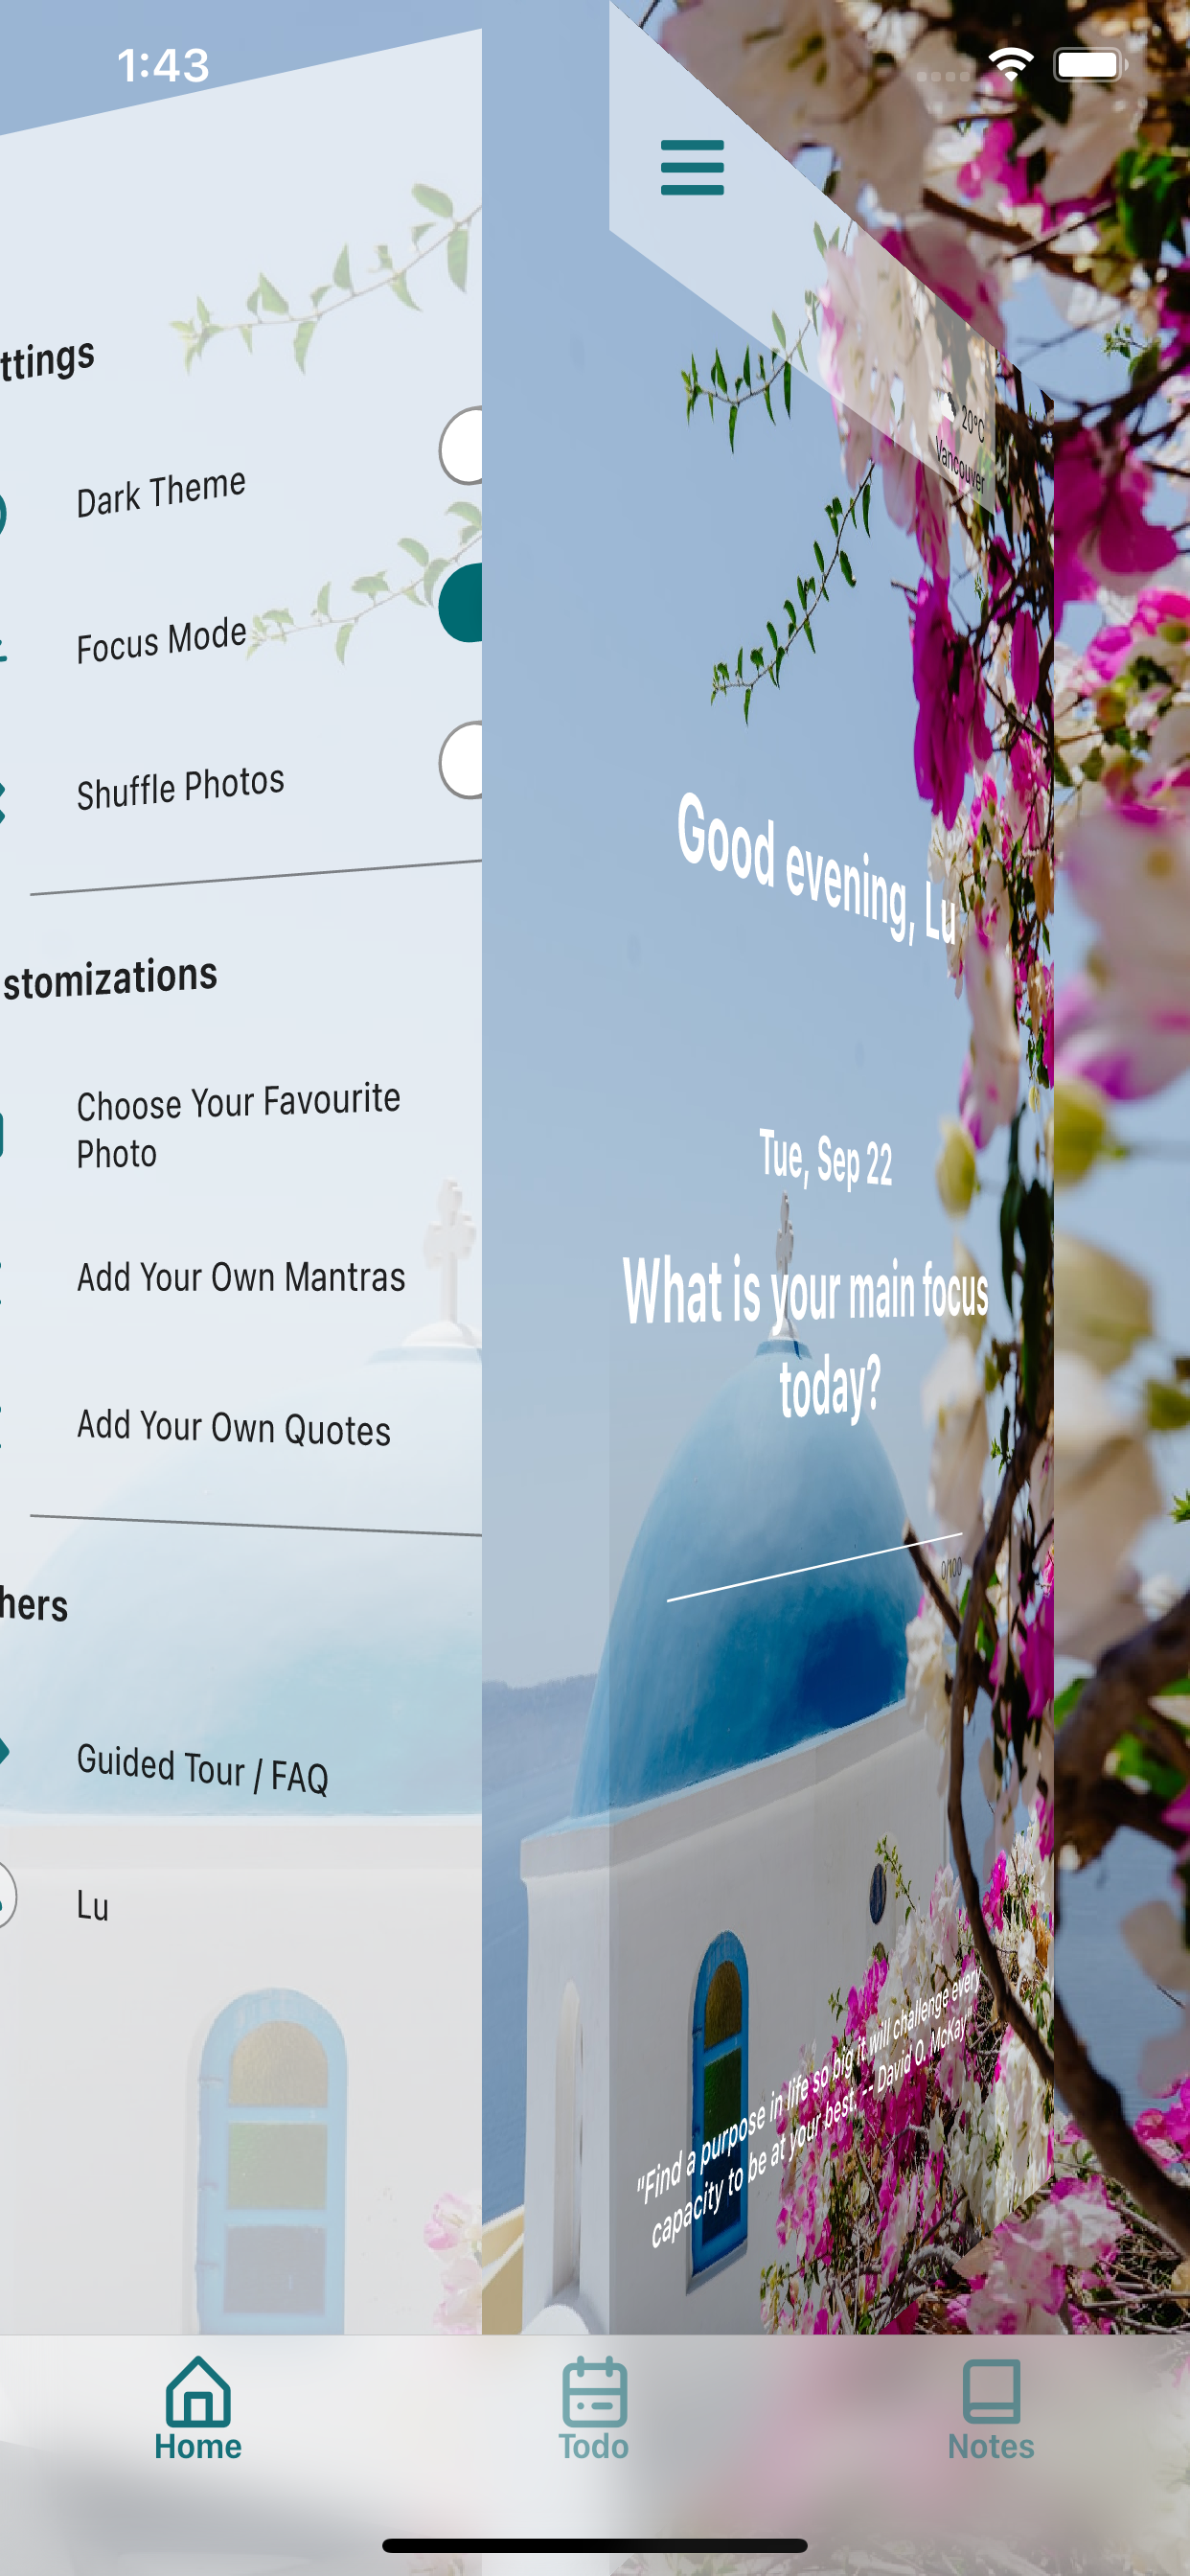 1:43
ttings
Dark Theme
Focus Mode
Shuffle Photos
stomizations
Choose Your Favourite
Photo
Add Your Own Mantras
Add Your Own Quotes
hers
Guided Tour / FAQ
Lu
20°C
Vancouver
Good evening, Lu
Tue, Sep 22
What is your main focus
today?
0/100
"Find a purpose in life so big it will challenge every
capacity to be at your best. -- David O. McKay"
Home
Todo
Notes